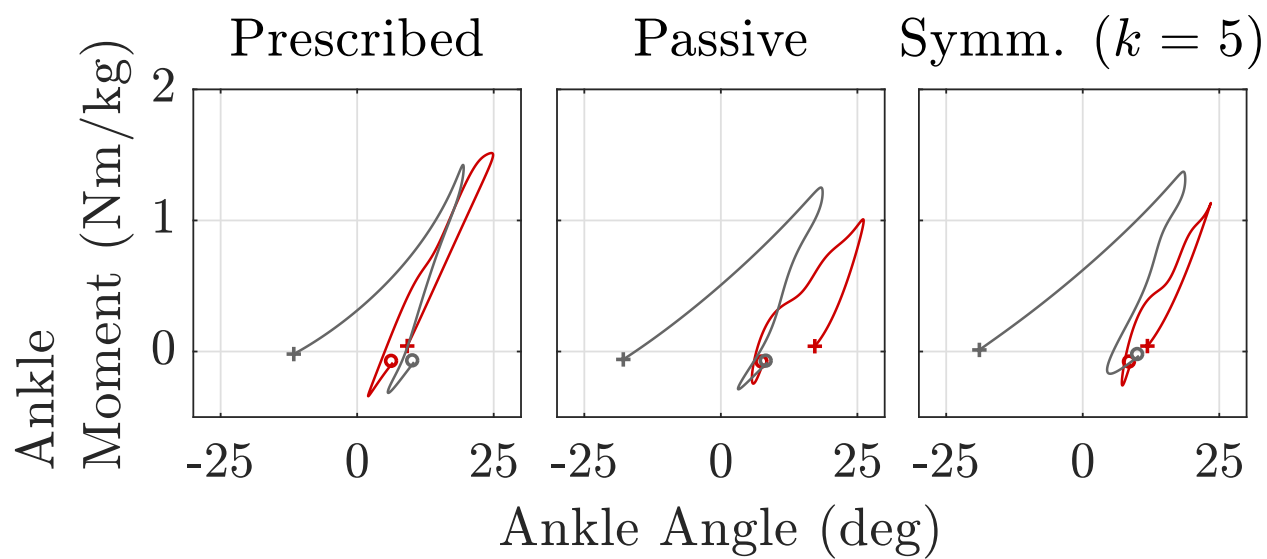 Prescribed Passive Symm. (k = 5)
Ankle
Moment (Nm/kg)
2
1
0
-25 0 25 -25 0 25 -25 0 25
Ankle Angle (deg)